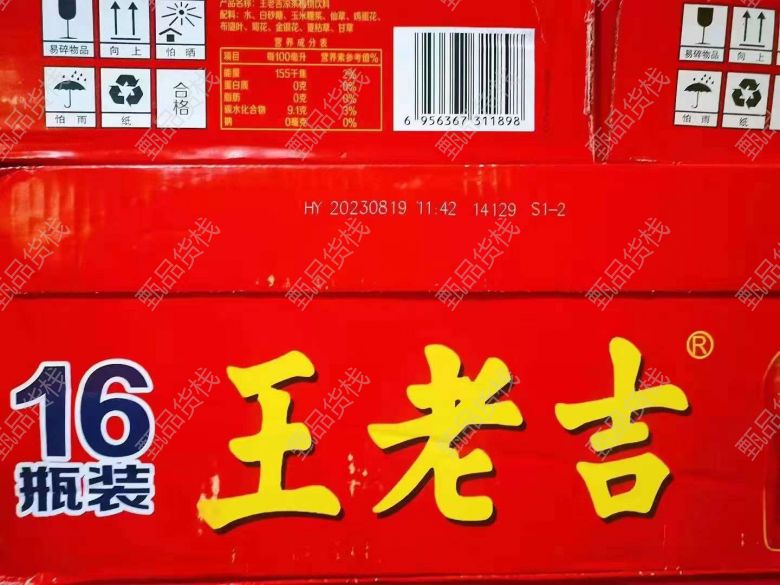 产品名称:王老吉凉茶植物饮料
配料:水、白砂糖、玉米糖浆、仙草、鸡蛋花、
布渣叶、菊花、金银花、夏枯草、甘草
营养成分表
项目 每100毫升 营养素参考值%
能量 155千焦 2%
蛋白质 0克 0%
脂肪 0克 0%
碳水化合物 9.1克 3%
钠 0毫克 0%
易碎物品 向上 怕晒
怕雨 纸 合格
6 956367 311898
易碎物品 向上
怕雨 纸
HY 20230819 11:42 14129 S1-2
16
瓶装
王老吉®
甄品货栈